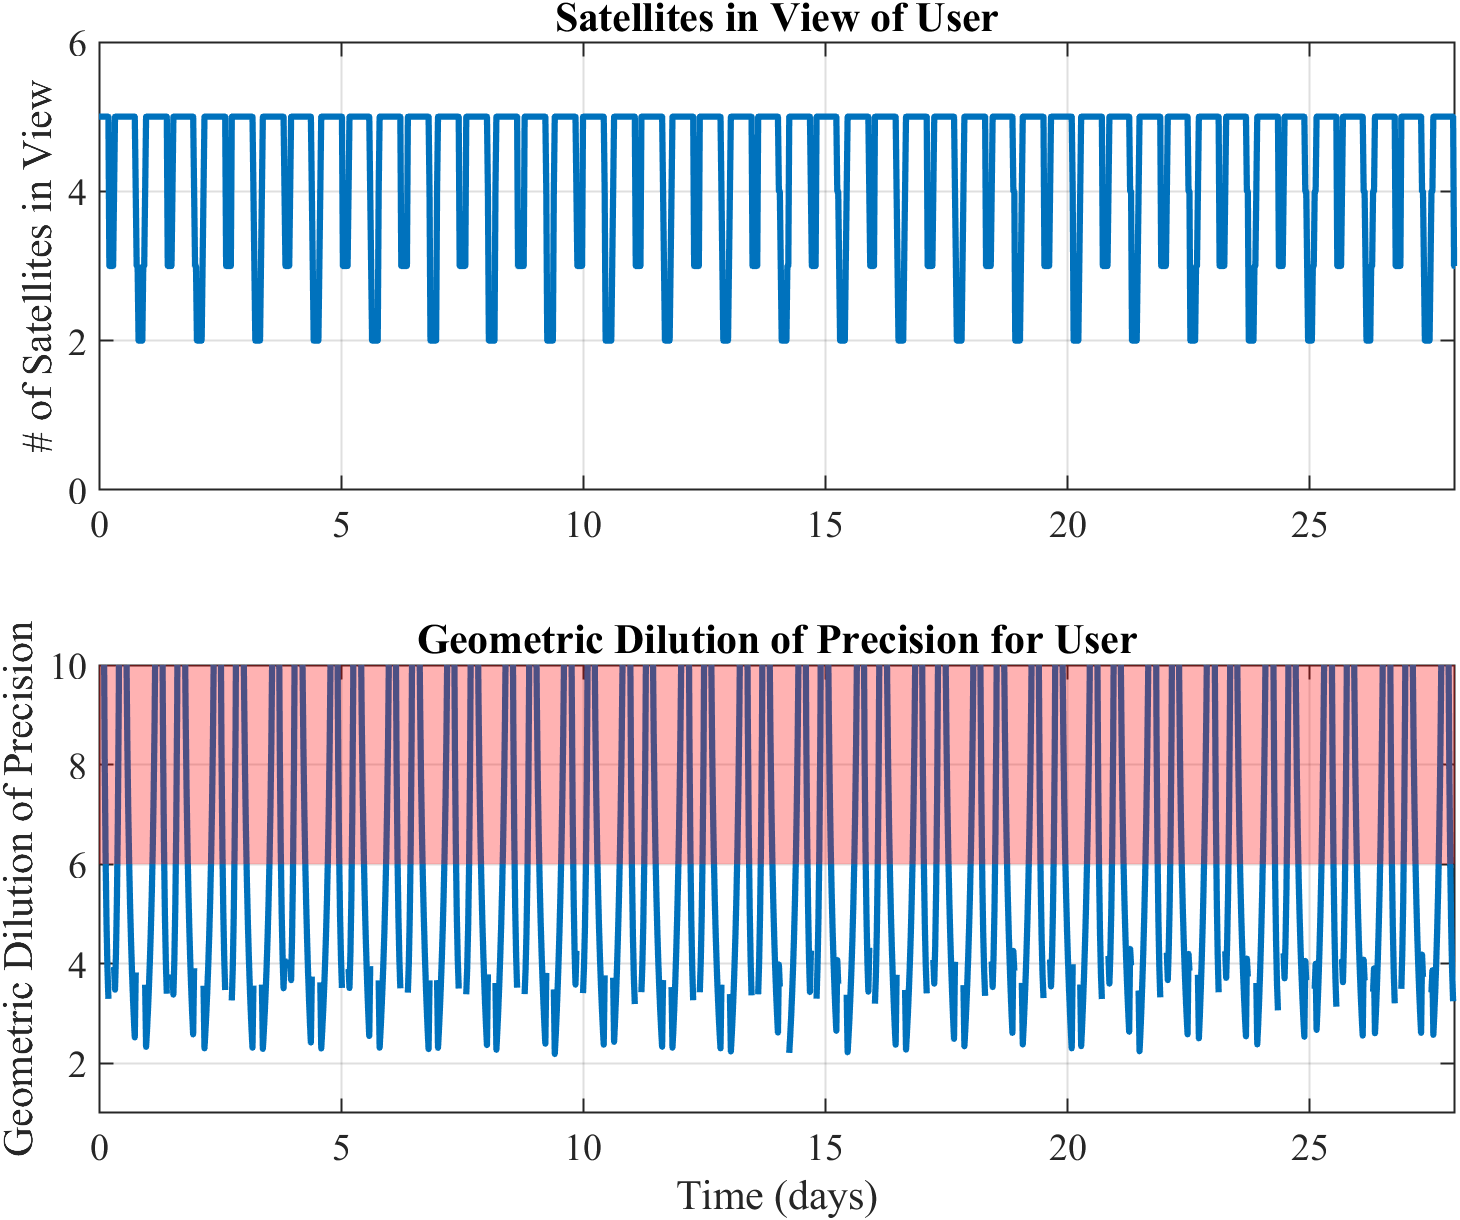 Satellites in View of User
# of Satellites in View
6
4
2
0
0 5 10 15 20 25
Geometric Dilution of Precision for User
Geometric Dilution of Precision
10
8
6
4
2
0 5 10 15 20 25
Time (days)